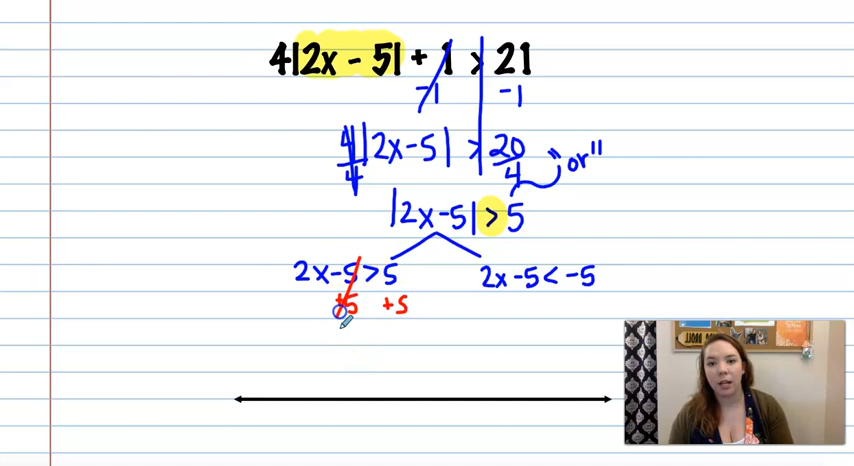 4|2x - 5| + 1 > 21
-1 -1
4|2x-5| > 20
4 4 "or"
|2x-5| > 5
2x-5>5 2x-5<-5
+5 +5